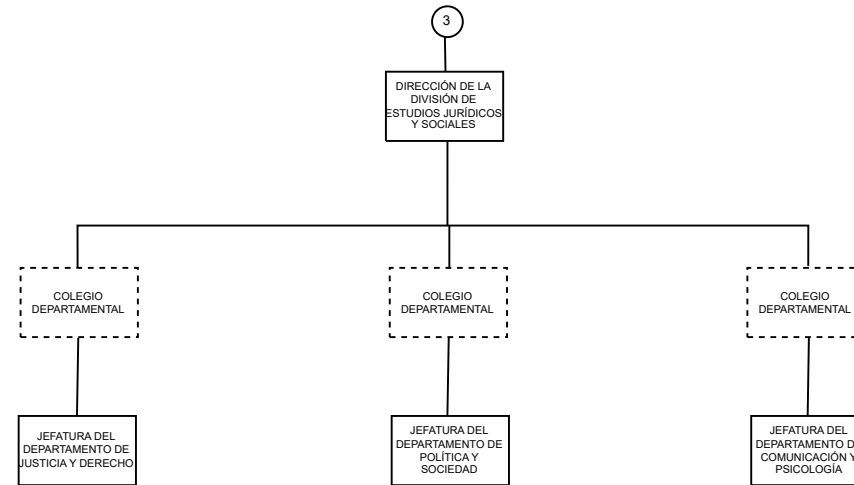 3
DIRECCIÓN DE LA
DIVISIÓN DE
ESTUDIOS JURÍDICOS
Y SOCIALES
COLEGIO
DEPARTAMENTAL
COLEGIO
DEPARTAMENTAL
COLEGIO
DEPARTAMENTAL
JEFATURA DEL
DEPARTAMENTO DE
JUSTICIA Y DERECHO
JEFATURA DEL
DEPARTAMENTO DE
POLÍTICA Y
SOCIEDAD
JEFATURA DEL
DEPARTAMENTO D
COMUNICACIÓN Y
PSICOLOGÍA